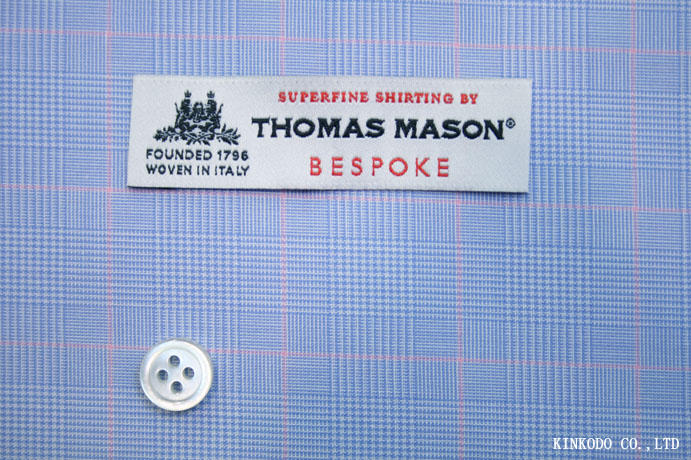 SUPERFINE SHIRTING BY
THOMAS MASON®
BESPOKE
FOUNDED 1796
WOVEN IN ITALY
KINKODO CO.,LTD